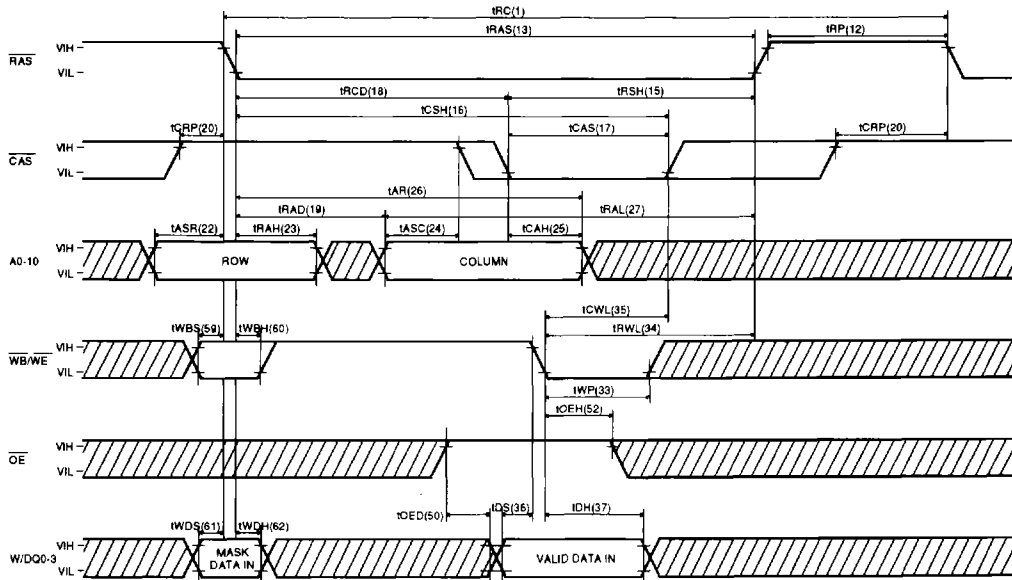 tRC(1)
tRAS(13)
tRP(12)
RAS
VIH
VIL
tRCD(18)
tRSH(15)
tCSH(16)
tCRP(20)
tCAS(17)
tCRP(20)
CAS
VIH
VIL
tAR(26)
tRAD(19)
tRAL(27)
tASR(22)
tRAH(23)
tASC(24)
tCAH(25)
A0-10
VIH
VIL
ROW
COLUMN
tCWL(35)
tRWL(34)
tWBS(59)
tWBH(60)
WB/WE
VIH
VIL
tWP(33)
tOEH(52)
OE
VIH
VIL
tOED(50)
tDS(36)
tDH(37)
tWDS(61)
tWDH(62)
W/DQ0-3
VIH
VIL
MASK
DATA IN
VALID DATA IN